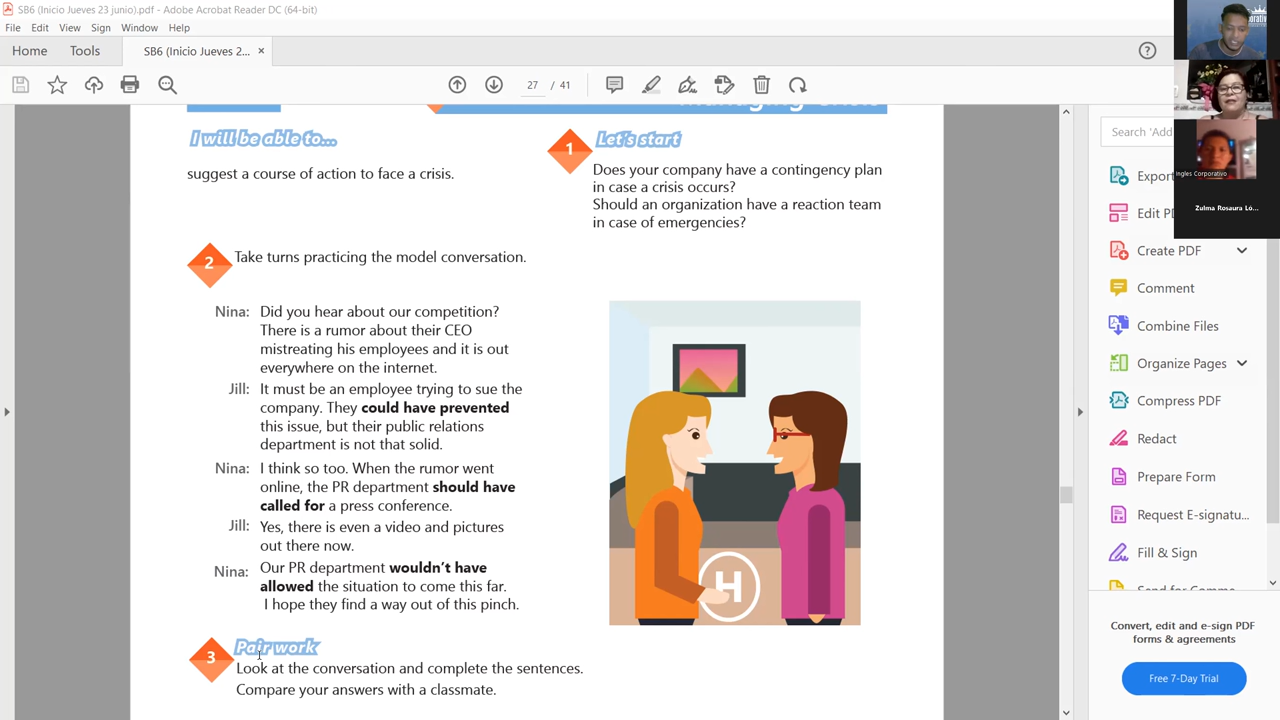 SB6 (Inicio Jueves 23 junio).pdf - Adobe Acrobat Reader DC (64-bit)
File Edit View Sign Window Help
Home Tools SB6 (Inicio Jueves 2... ×
27 / 41
Managing Crisis
I will be able to...
suggest a course of action to face a crisis.
1 Let's start
Does your company have a contingency plan
in case a crisis occurs?
Should an organization have a reaction team
in case of emergencies?
2 Take turns practicing the model conversation.
Nina: Did you hear about our competition?
There is a rumor about their CEO
mistreating his employees and it is out
everywhere on the internet.
Jill: It must be an employee trying to sue the
company. They could have prevented
this issue, but their public relations
department is not that solid.
Nina: I think so too. When the rumor went
online, the PR department should have
called for a press conference.
Jill: Yes, there is even a video and pictures
out there now.
Nina: Our PR department wouldn't have
allowed the situation to come this far.
I hope they find a way out of this pinch.
H
3 Pair work
Look at the conversation and complete the sentences.
Compare your answers with a classmate.
Ingles Corporativo
Zulma Rosaura Ló...
Search 'Add
Export
Edit PD
Create PDF
Comment
Combine Files
Organize Pages
Compress PDF
Redact
Prepare Form
Request E-signatu...
Fill & Sign
Send for Comme
Convert, edit and e-sign PDF
forms & agreements
Free 7-Day Trial